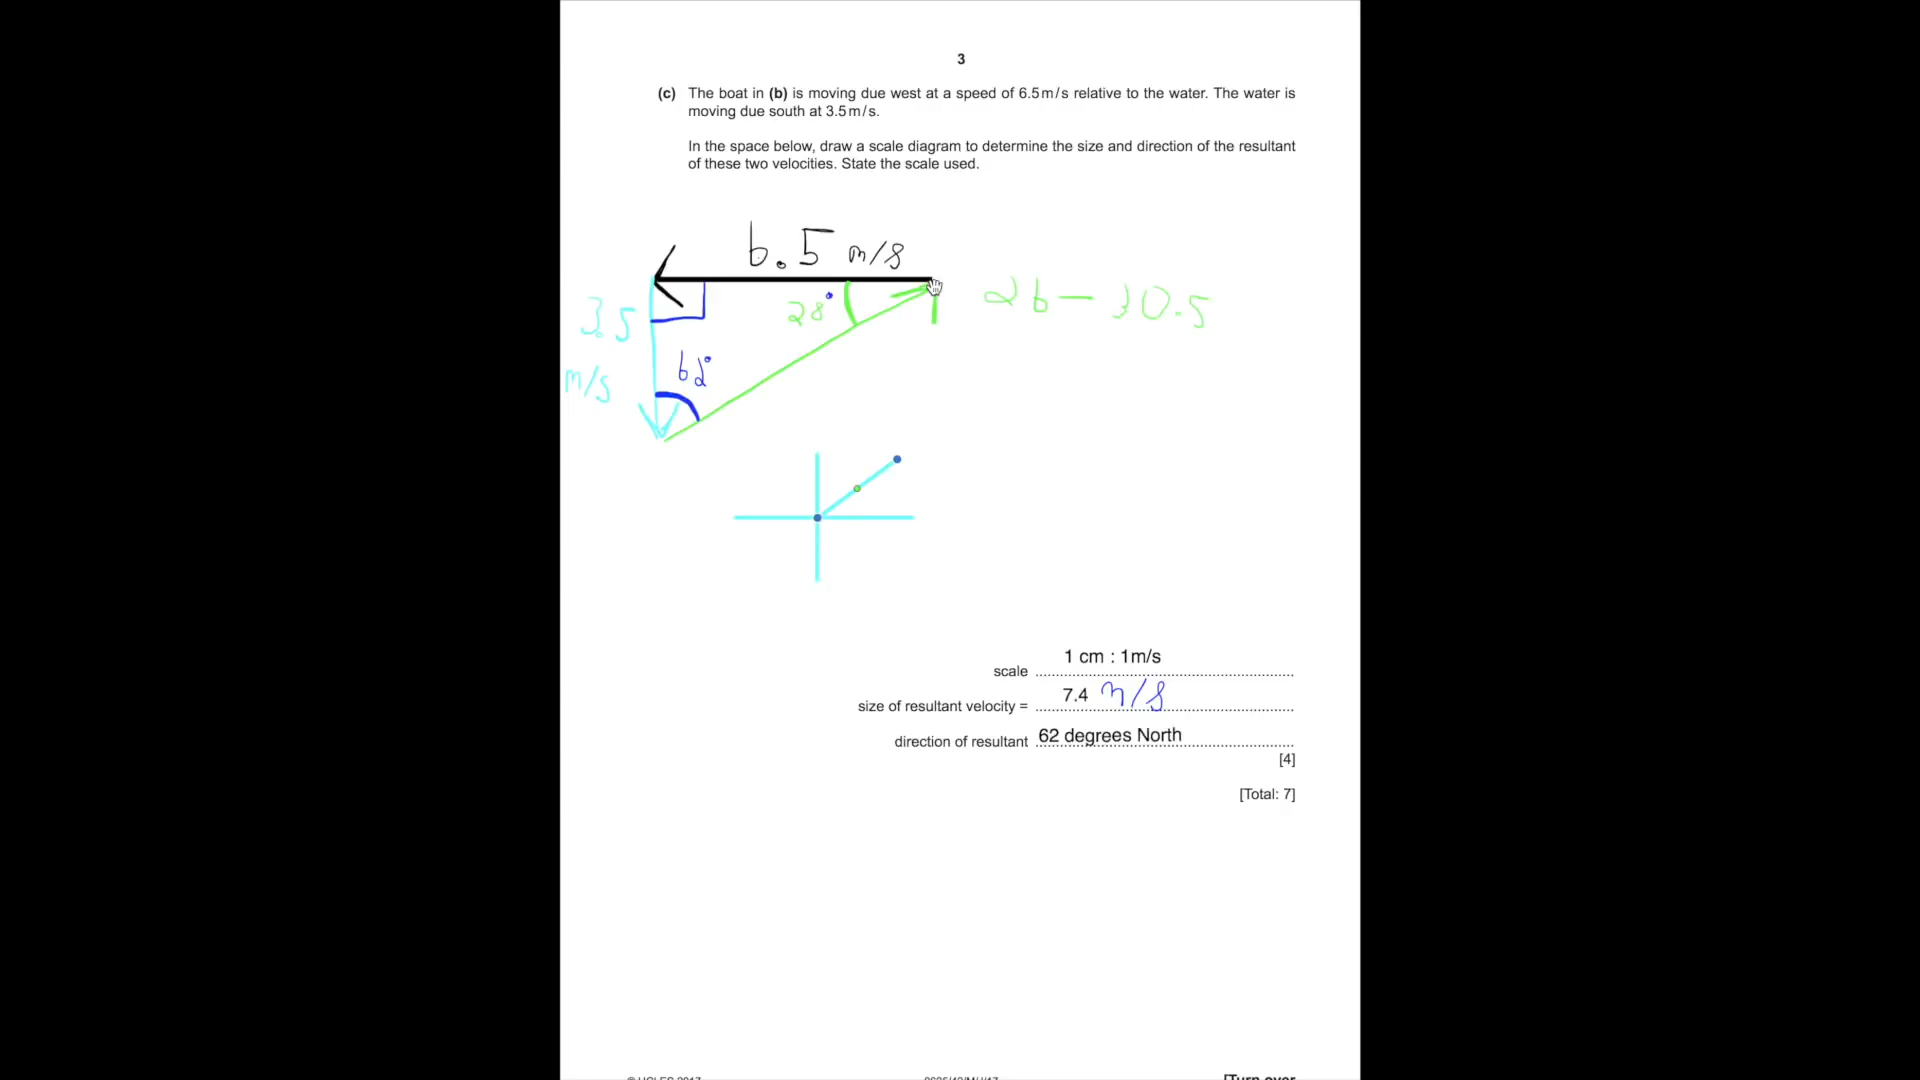 3
(c) The boat in (b) is moving due west at a speed of 6.5 m / s relative to the water. The water is
moving due south at 3.5 m / s.
In the space below, draw a scale diagram to determine the size and direction of the resultant
of these two velocities. State the scale used.
6.5 m/s
28°
26 - 30.5
3.5
m/s
62°
1 cm : 1m/s
scale
7.4 m/s
size of resultant velocity =
62 degrees North
direction of resultant
[4]
[Total: 7]
[Turn over